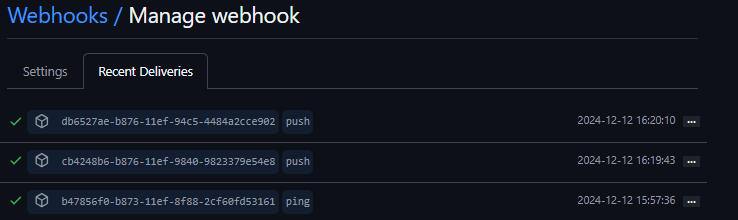 Webhooks / Manage webhook
Settings Recent Deliveries
db6527ae-b876-11ef-94c5-4484a2cce902 push 2024-12-12 16:20:10
cb4248b6-b876-11ef-9840-9823379e54e8 push 2024-12-12 16:19:43
b47856f0-b873-11ef-8f88-2cf60fd53161 ping 2024-12-12 15:57:36